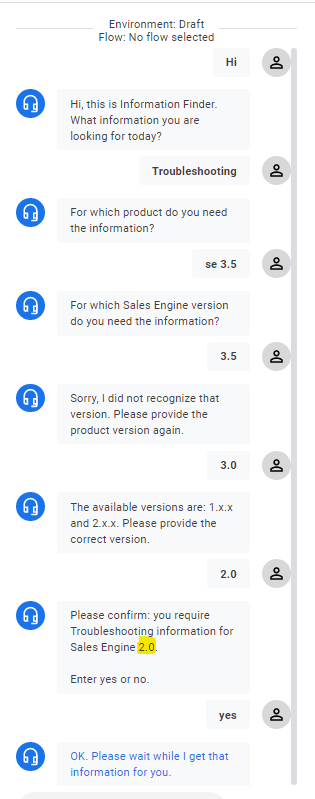 Environment: Draft
Flow: No flow selected
Hi
Hi, this is Information Finder.
What information you are
looking for today?
Troubleshooting
For which product do you need
the information?
se 3.5
For which Sales Engine version
do you need the information?
3.5
Sorry, I did not recognize that
version. Please provide the
product version again.
3.0
The available versions are: 1.x.x
and 2.x.x. Please provide the
correct version.
2.0
Please confirm: you require
Troubleshooting information for
Sales Engine 2.0.
Enter yes or no.
yes
OK. Please wait while I get that
information for you.